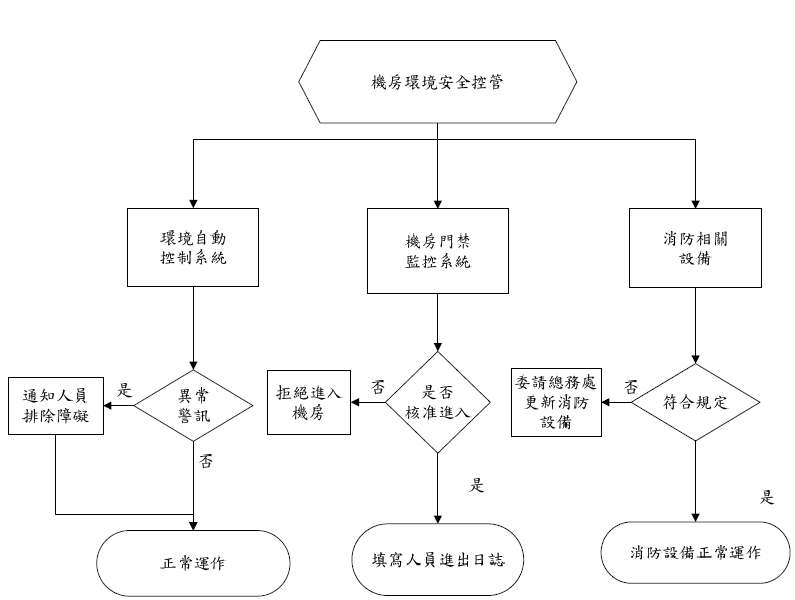 機房環境安全控管
環境自動
控制系統
機房門禁
監控系統
消防相關
設備
通知人員
排除障礙
是
異常
警訊
否
拒絕進入
機房
否
是否
核准進入
是
委請總務處
更新消防
設備
否
符合規定
是
正常運作
填寫人員進出日誌
消防設備正常運作